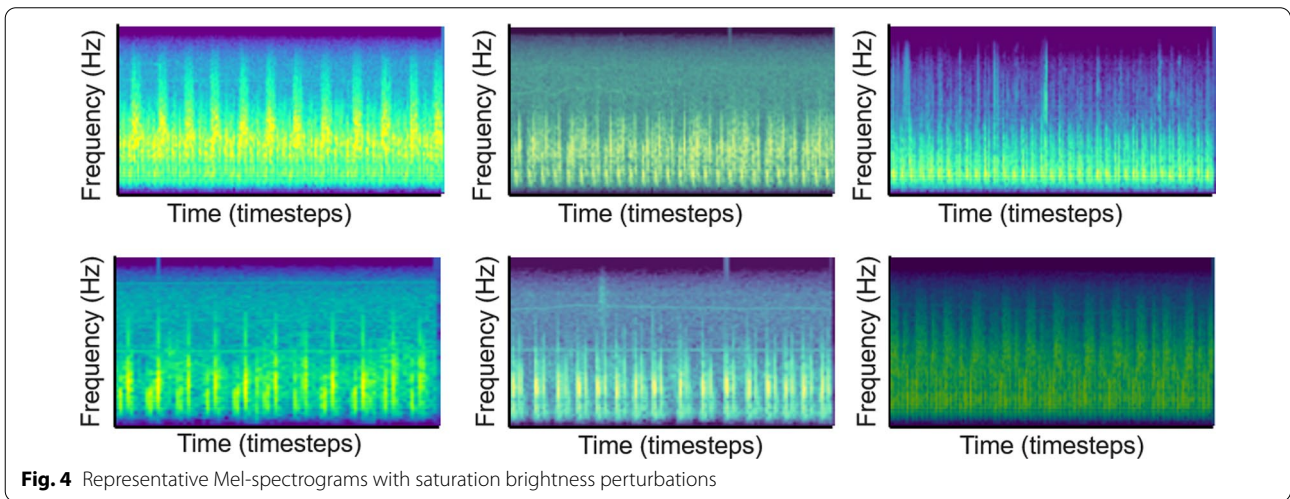 Frequency (Hz)
Time (timesteps)
Frequency (Hz)
Time (timesteps)
Frequency (Hz)
Time (timesteps)
Frequency (Hz)
Time (timesteps)
Frequency (Hz)
Time (timesteps)
Frequency (Hz)
Time (timesteps)
Fig. 4 Representative Mel-spectrograms with saturation brightness perturbations